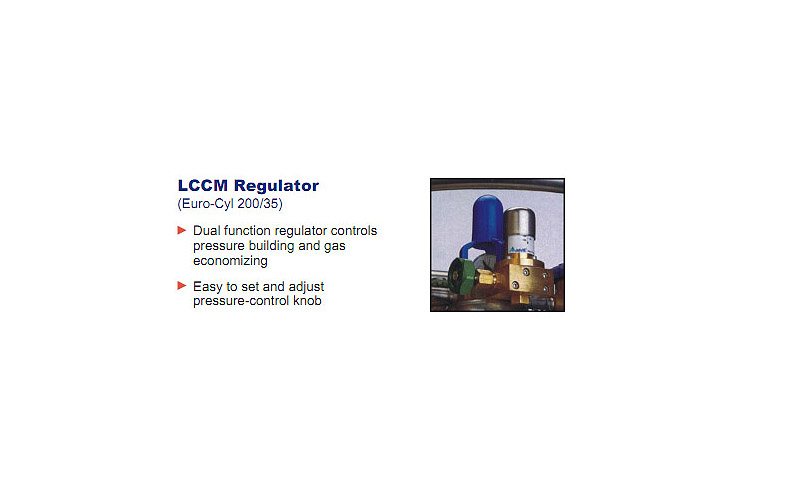 LCCM Regulator
(Euro-Cyl 200/35)
Dual function regulator controls
pressure building and gas
economizing
Easy to set and adjust
pressure-control knob